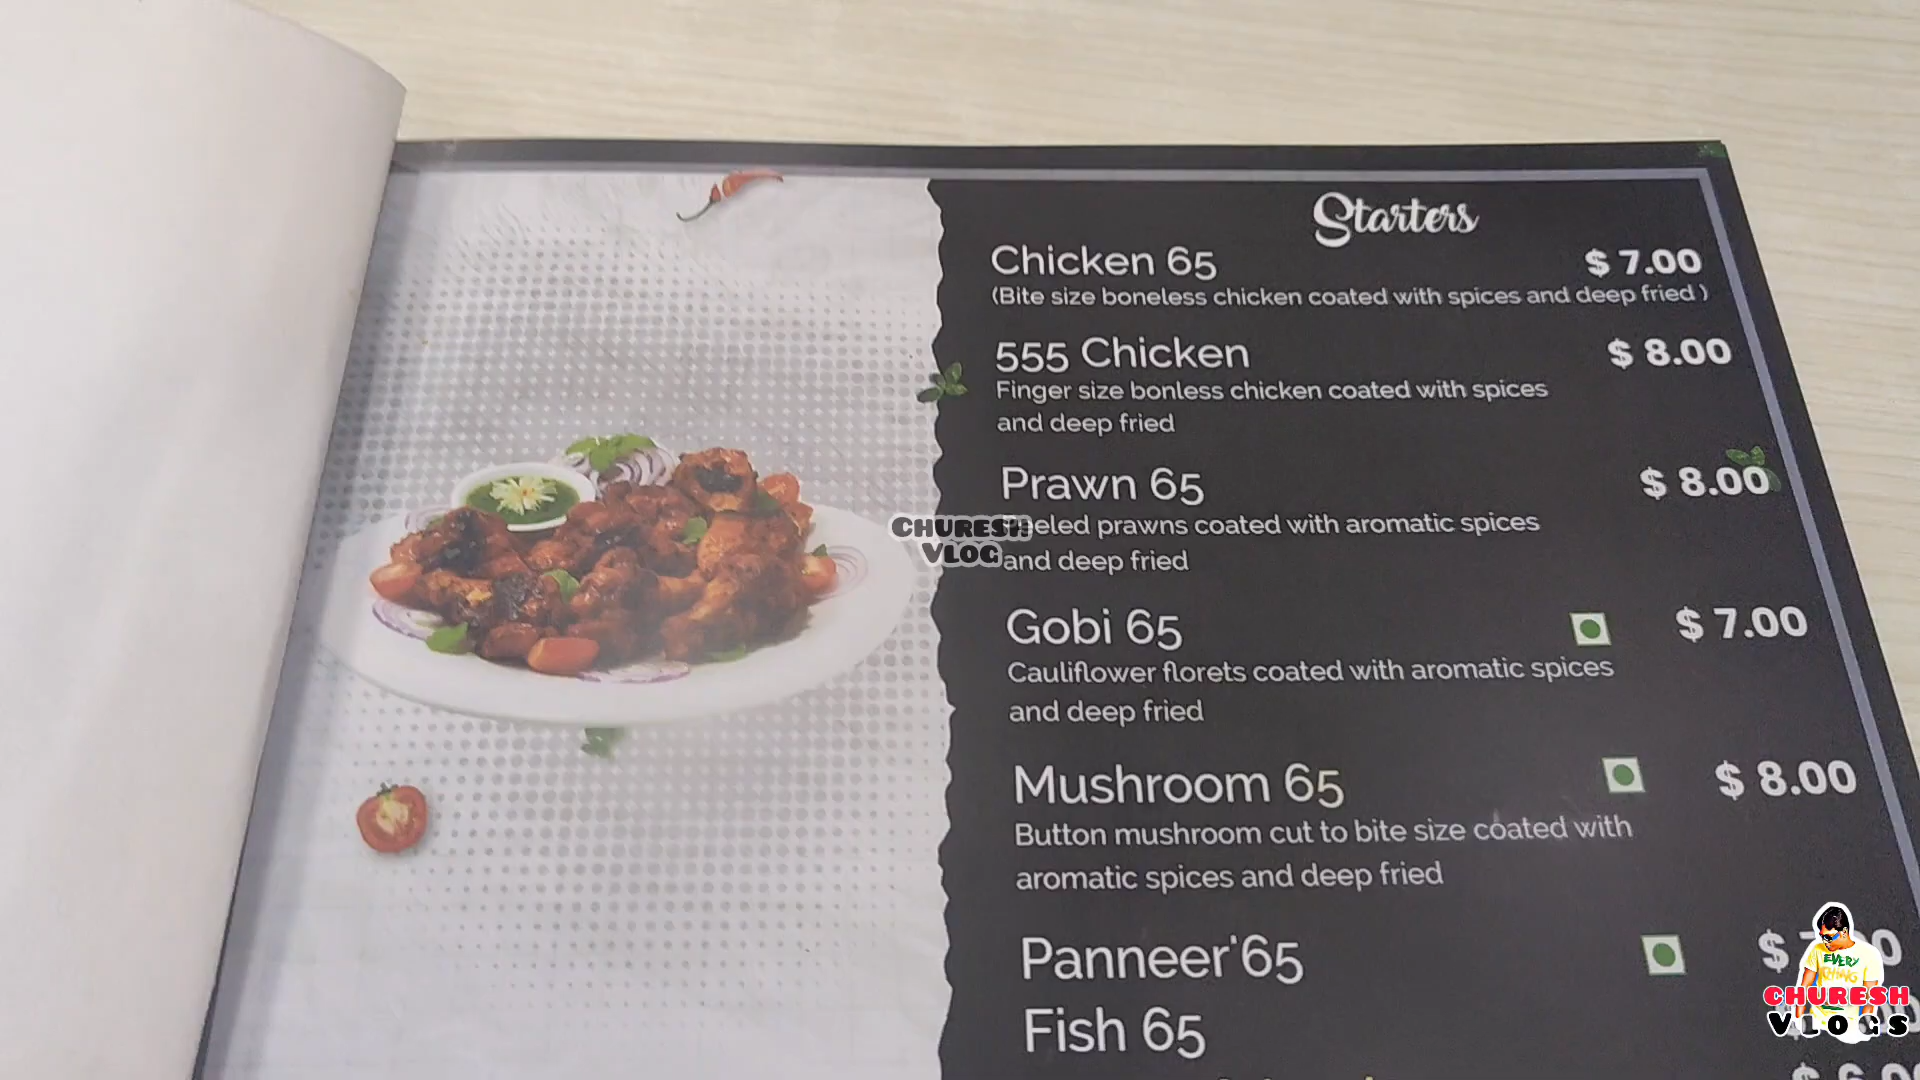 Starters
Chicken 65 $ 7.00
(Bite size boneless chicken coated with spices and deep fried )
555 Chicken $ 8.00
Finger size bonless chicken coated with spices
and deep fried
Prawn 65 $ 8.00
Peeled prawns coated with aromatic spices
and deep fried
CHURESH
VLOG
Gobi 65 $ 7.00
Cauliflower florets coated with aromatic spices
and deep fried
Mushroom 65 $ 8.00
Button mushroom cut to bite size coated with
aromatic spices and deep fried
Panneer'65
Fish 65
EVERY
THING
CHURESH
VLOGS